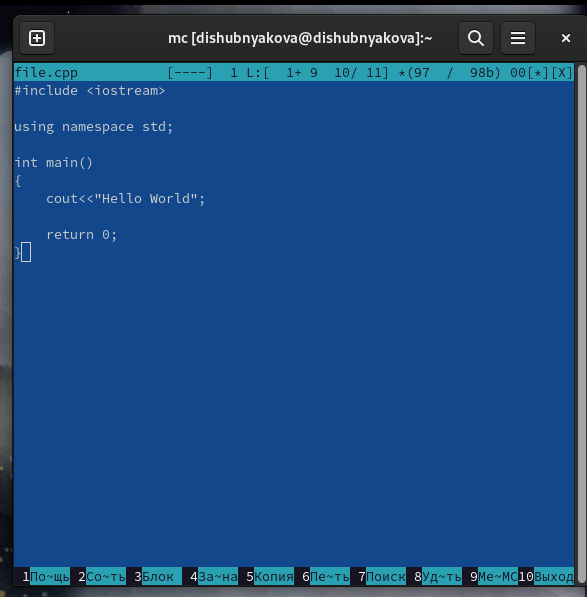 mc [dishubnyakova@dishubnyakova]:~
file.cpp [----] 1 L:[ 1+ 9 10/ 11] *(97 / 98b) 00[*][X]
#include <iostream>
using namespace std;
int main()
{
cout<<"Hello World";
return 0;
}
1По~щь 2Со~ть 3Блок 4За~на 5Копия 6Пе~ть 7Поиск 8Уд~ть 9Ме~МС10Выход